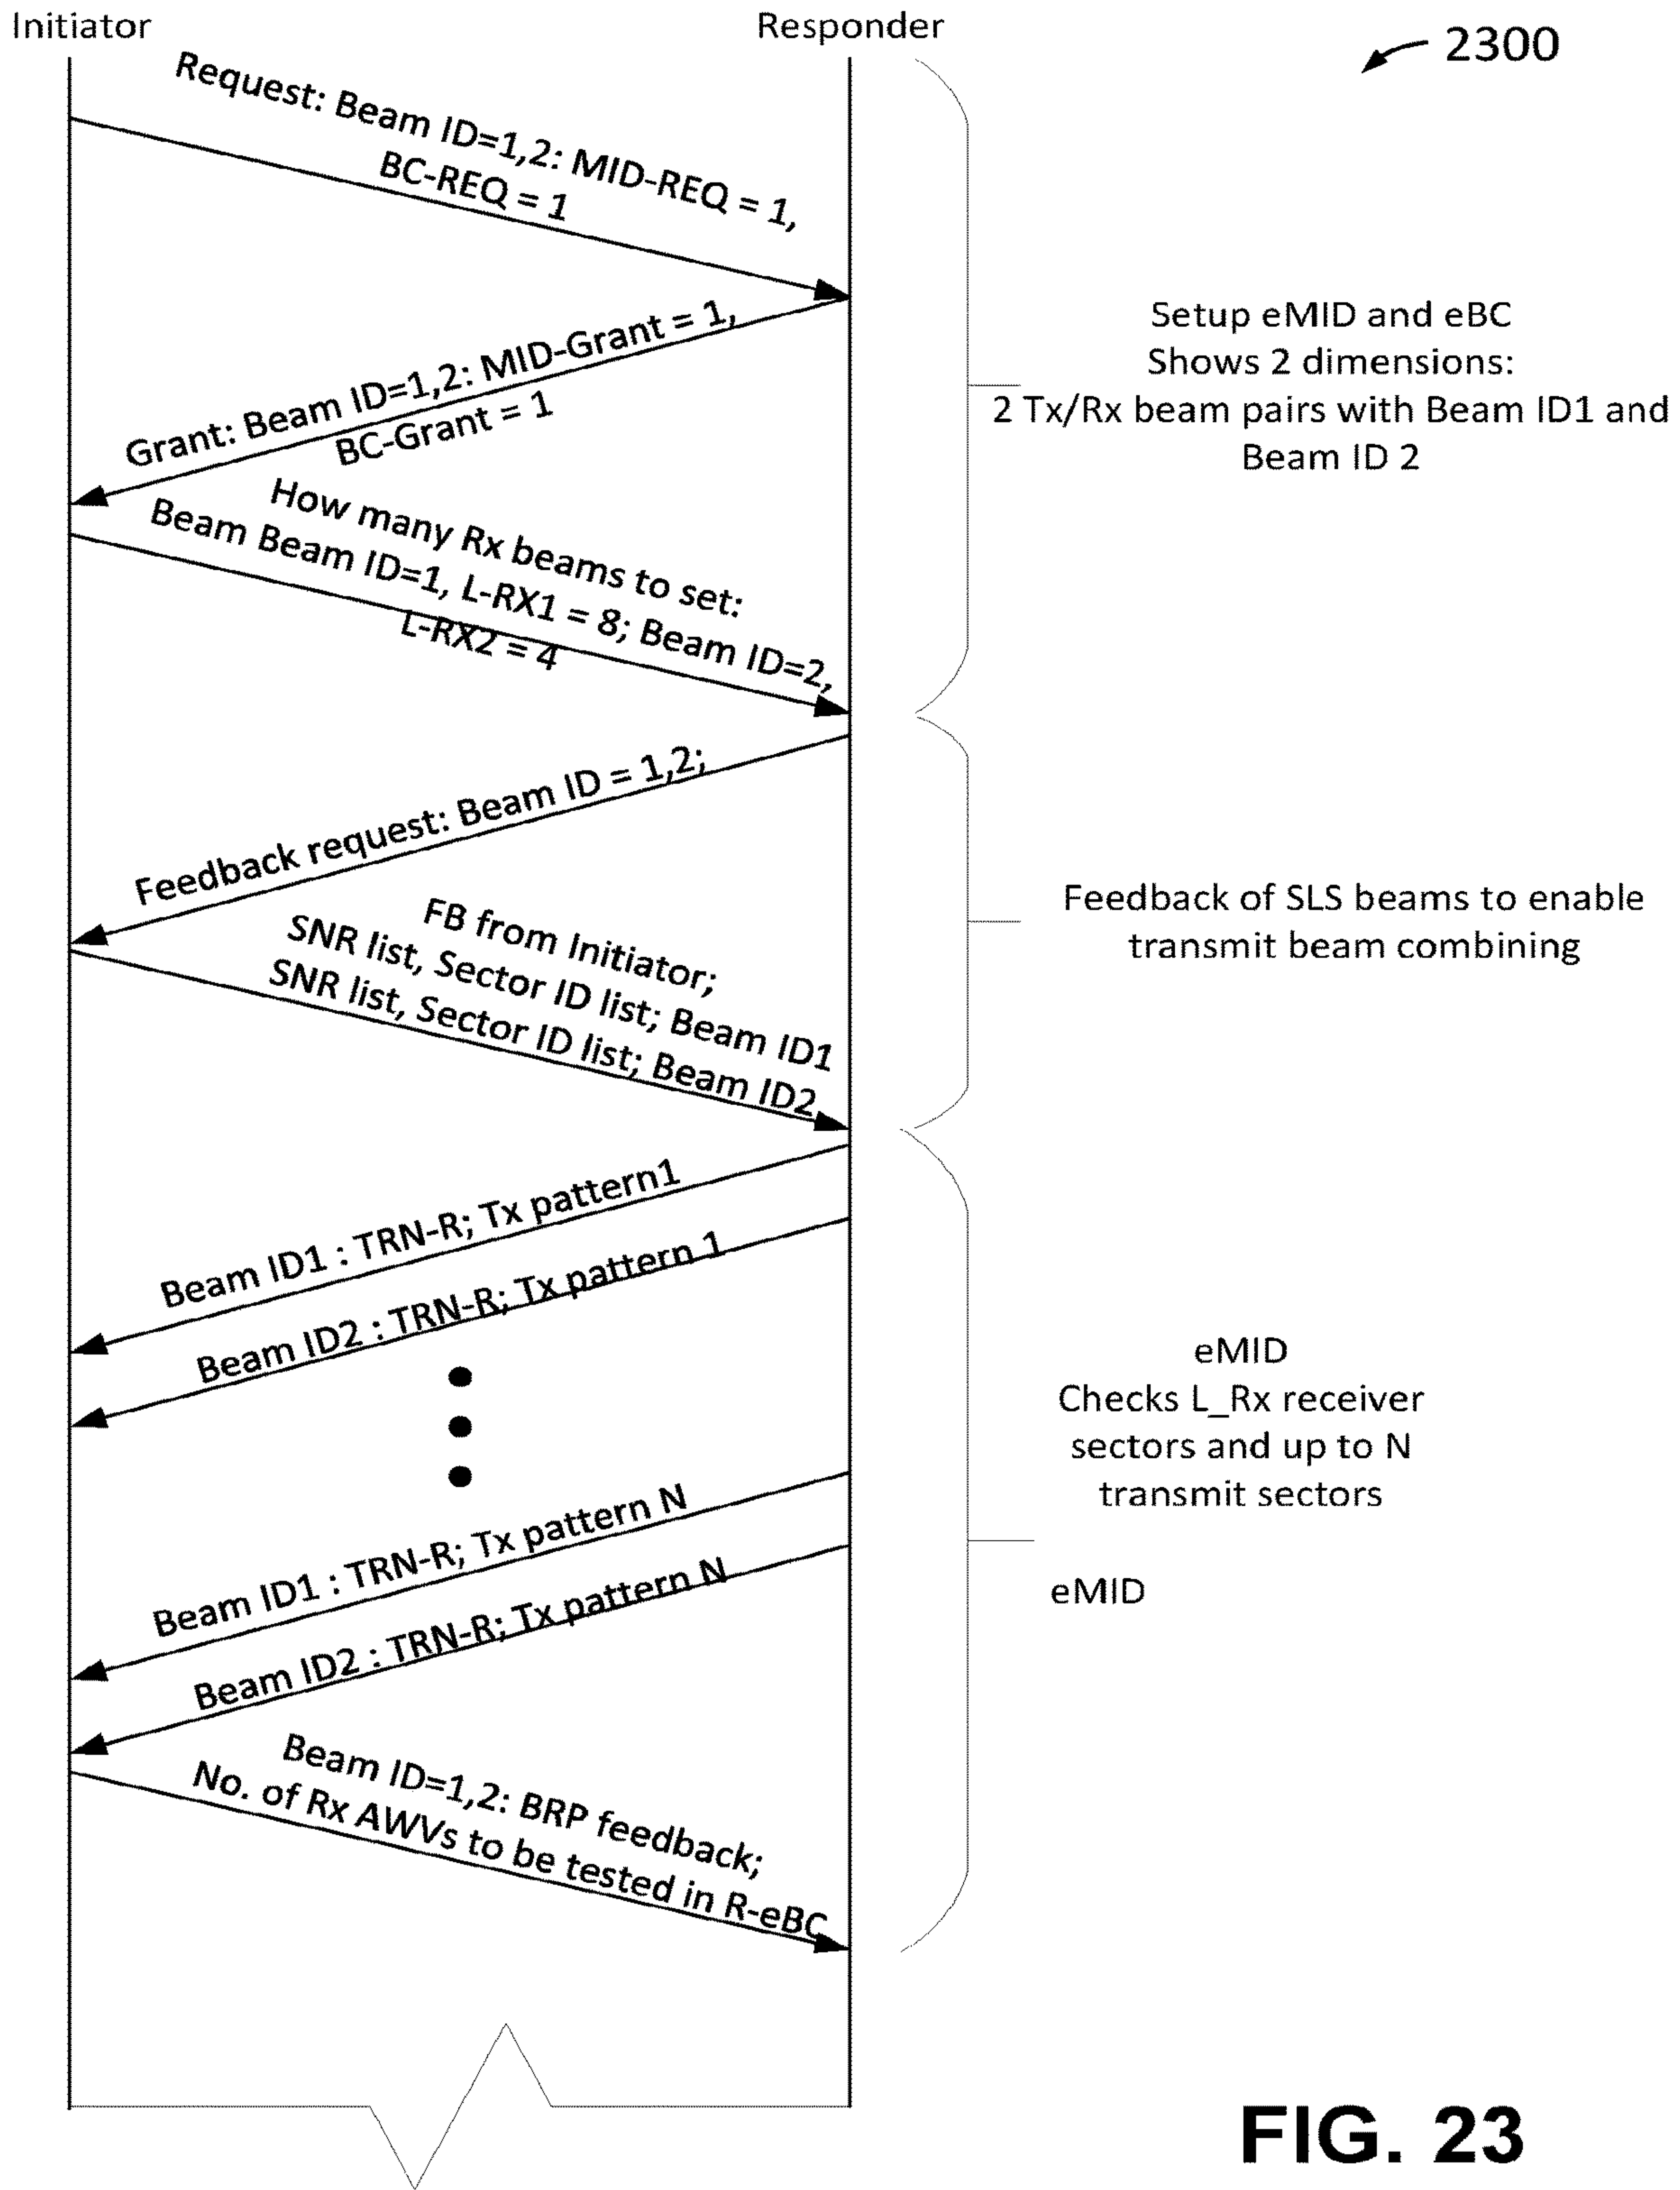 Initiator
Responder
2300
Request: Beam ID=1,2: MID-REQ = 1,
BC-REQ = 1
Grant: Beam ID=1,2: MID-Grant = 1,
BC-Grant = 1
How many Rx beams to set:
Beam Beam ID=1, L-RX1 = 8; Beam ID=2,
L-RX2 = 4
Setup eMID and eBC
Shows 2 dimensions:
2 Tx/Rx beam pairs with Beam ID1 and
Beam ID 2
Feedback request: Beam ID = 1,2;
FB from Initiator;
SNR list, Sector ID list; Beam ID1
SNR list, Sector ID list; Beam ID2
Feedback of SLS beams to enable
transmit beam combining
Beam ID1 : TRN-R; Tx pattern1
Beam ID2 : TRN-R; Tx pattern 1
Beam ID1 : TRN-R; Tx pattern N
Beam ID2 : TRN-R; Tx pattern N
Beam ID=1,2: BRP feedback;
No. of Rx AWVs to be tested in R-eBC
eMID
Checks L_Rx receiver
sectors and up to N
transmit sectors
eMID
FIG. 23